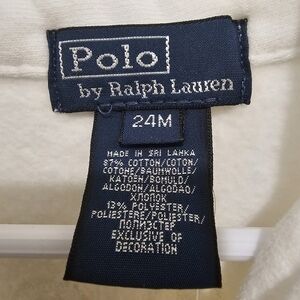 Polo
by Ralph Lauren
24M
MADE IN SRI LANKA
87% COTTON/COTON/
COTONE/BAUMWOLLE/
KATOEN/BOMULD/
ALGODON/ALGODAO/
ХЛОПОК
13% POLYESTER/
POLIESTERE/POLIESTER/
ПОЛИЭСТЕР
EXCLUSIVE OF
DECORATION